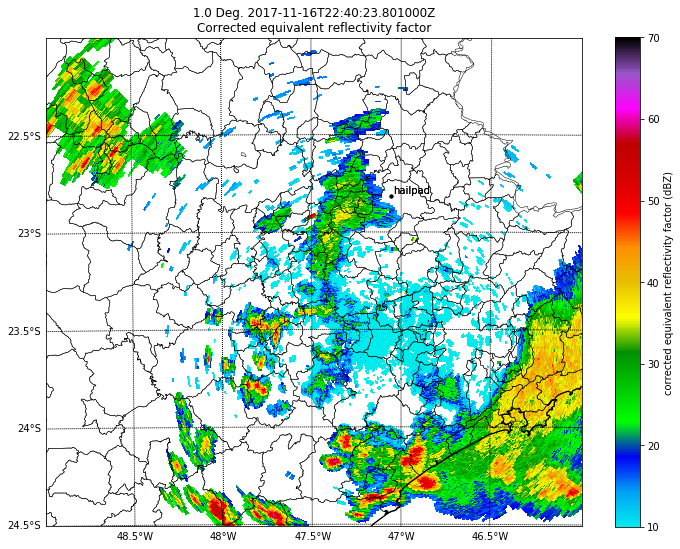 1.0 Deg. 2017-11-16T22:40:23.801000Z
Corrected equivalent reflectivity factor
hailpad
22.5°S
23°S
23.5°S
24°S
24.5°S
48.5°W
48°W
47.5°W
47°W
46.5°W
70
60
50
40
30
20
10
corrected equivalent reflectivity factor (dBZ)